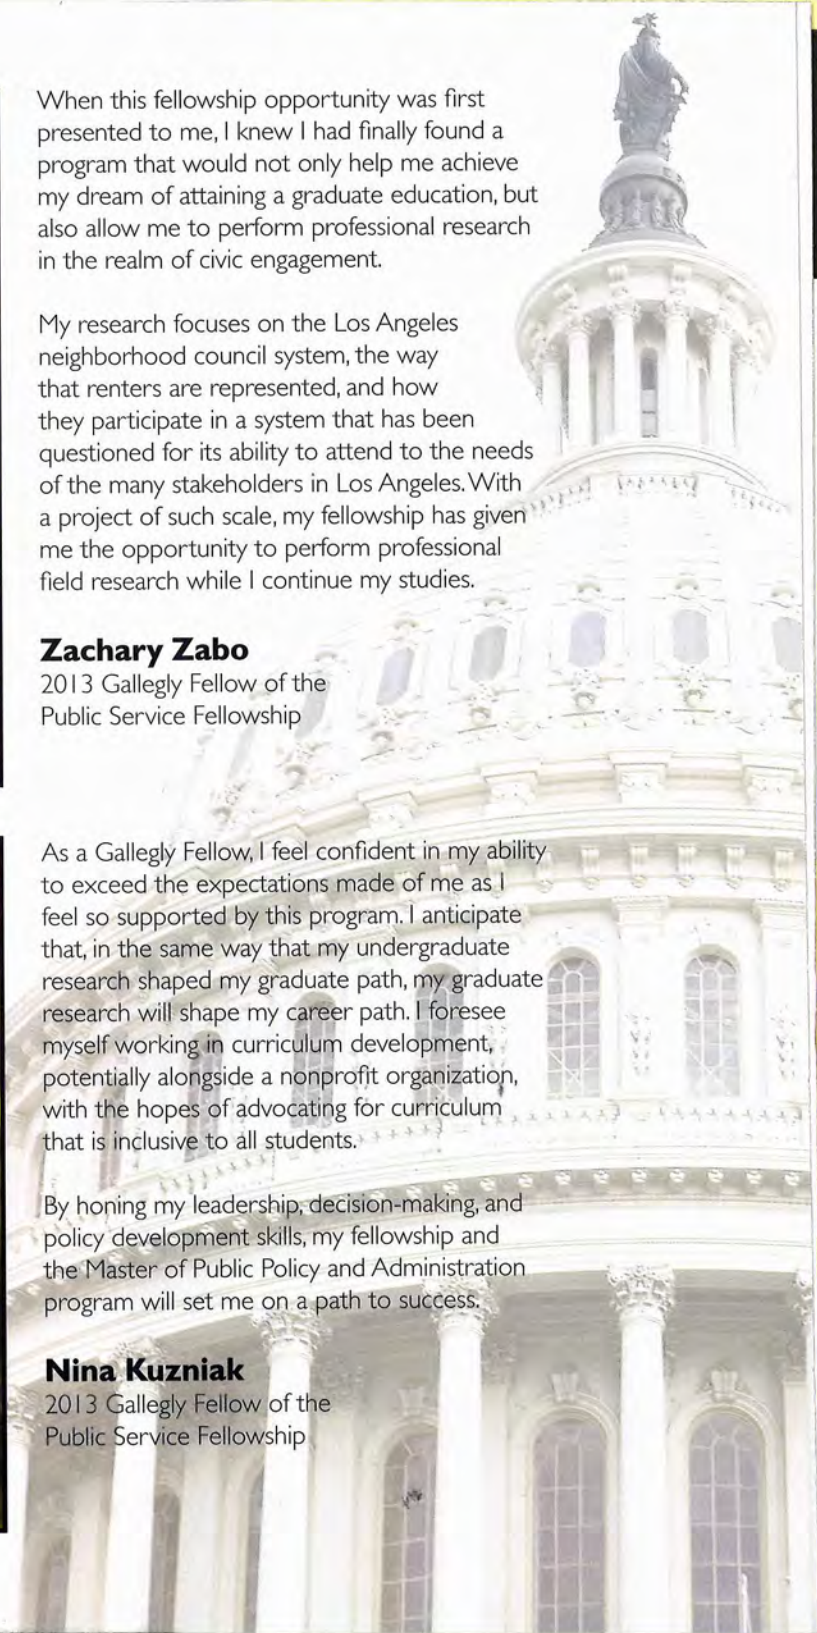 When this fellowship opportunity was first
presented to me, I knew I had finally found a
program that would not only help me achieve
my dream of attaining a graduate education, but
also allow me to perform professional research
in the realm of civic engagement.
My research focuses on the Los Angeles
neighborhood council system, the way
that renters are represented, and how
they participate in a system that has been
questioned for its ability to attend to the needs
of the many stakeholders in Los Angeles. With
a project of such scale, my fellowship has given
me the opportunity to perform professional
field research while I continue my studies.
Zachary Zabo
2013 Gallegly Fellow of the
Public Service Fellowship
As a Gallegly Fellow, I feel confident in my ability
to exceed the expectations made of me as I
feel so supported by this program. I anticipate
that, in the same way that my undergraduate
research shaped my graduate path, my graduate
research will shape my career path. I foresee
myself working in curriculum development,
potentially alongside a nonprofit organization,
with the hopes of advocating for curriculum
that is inclusive to all students.
By honing my leadership, decision-making, and
policy development skills, my fellowship and
the Master of Public Policy and Administration
program will set me on a path to success.
Nina Kuzniak
2013 Gallegly Fellow of the
Public Service Fellowship